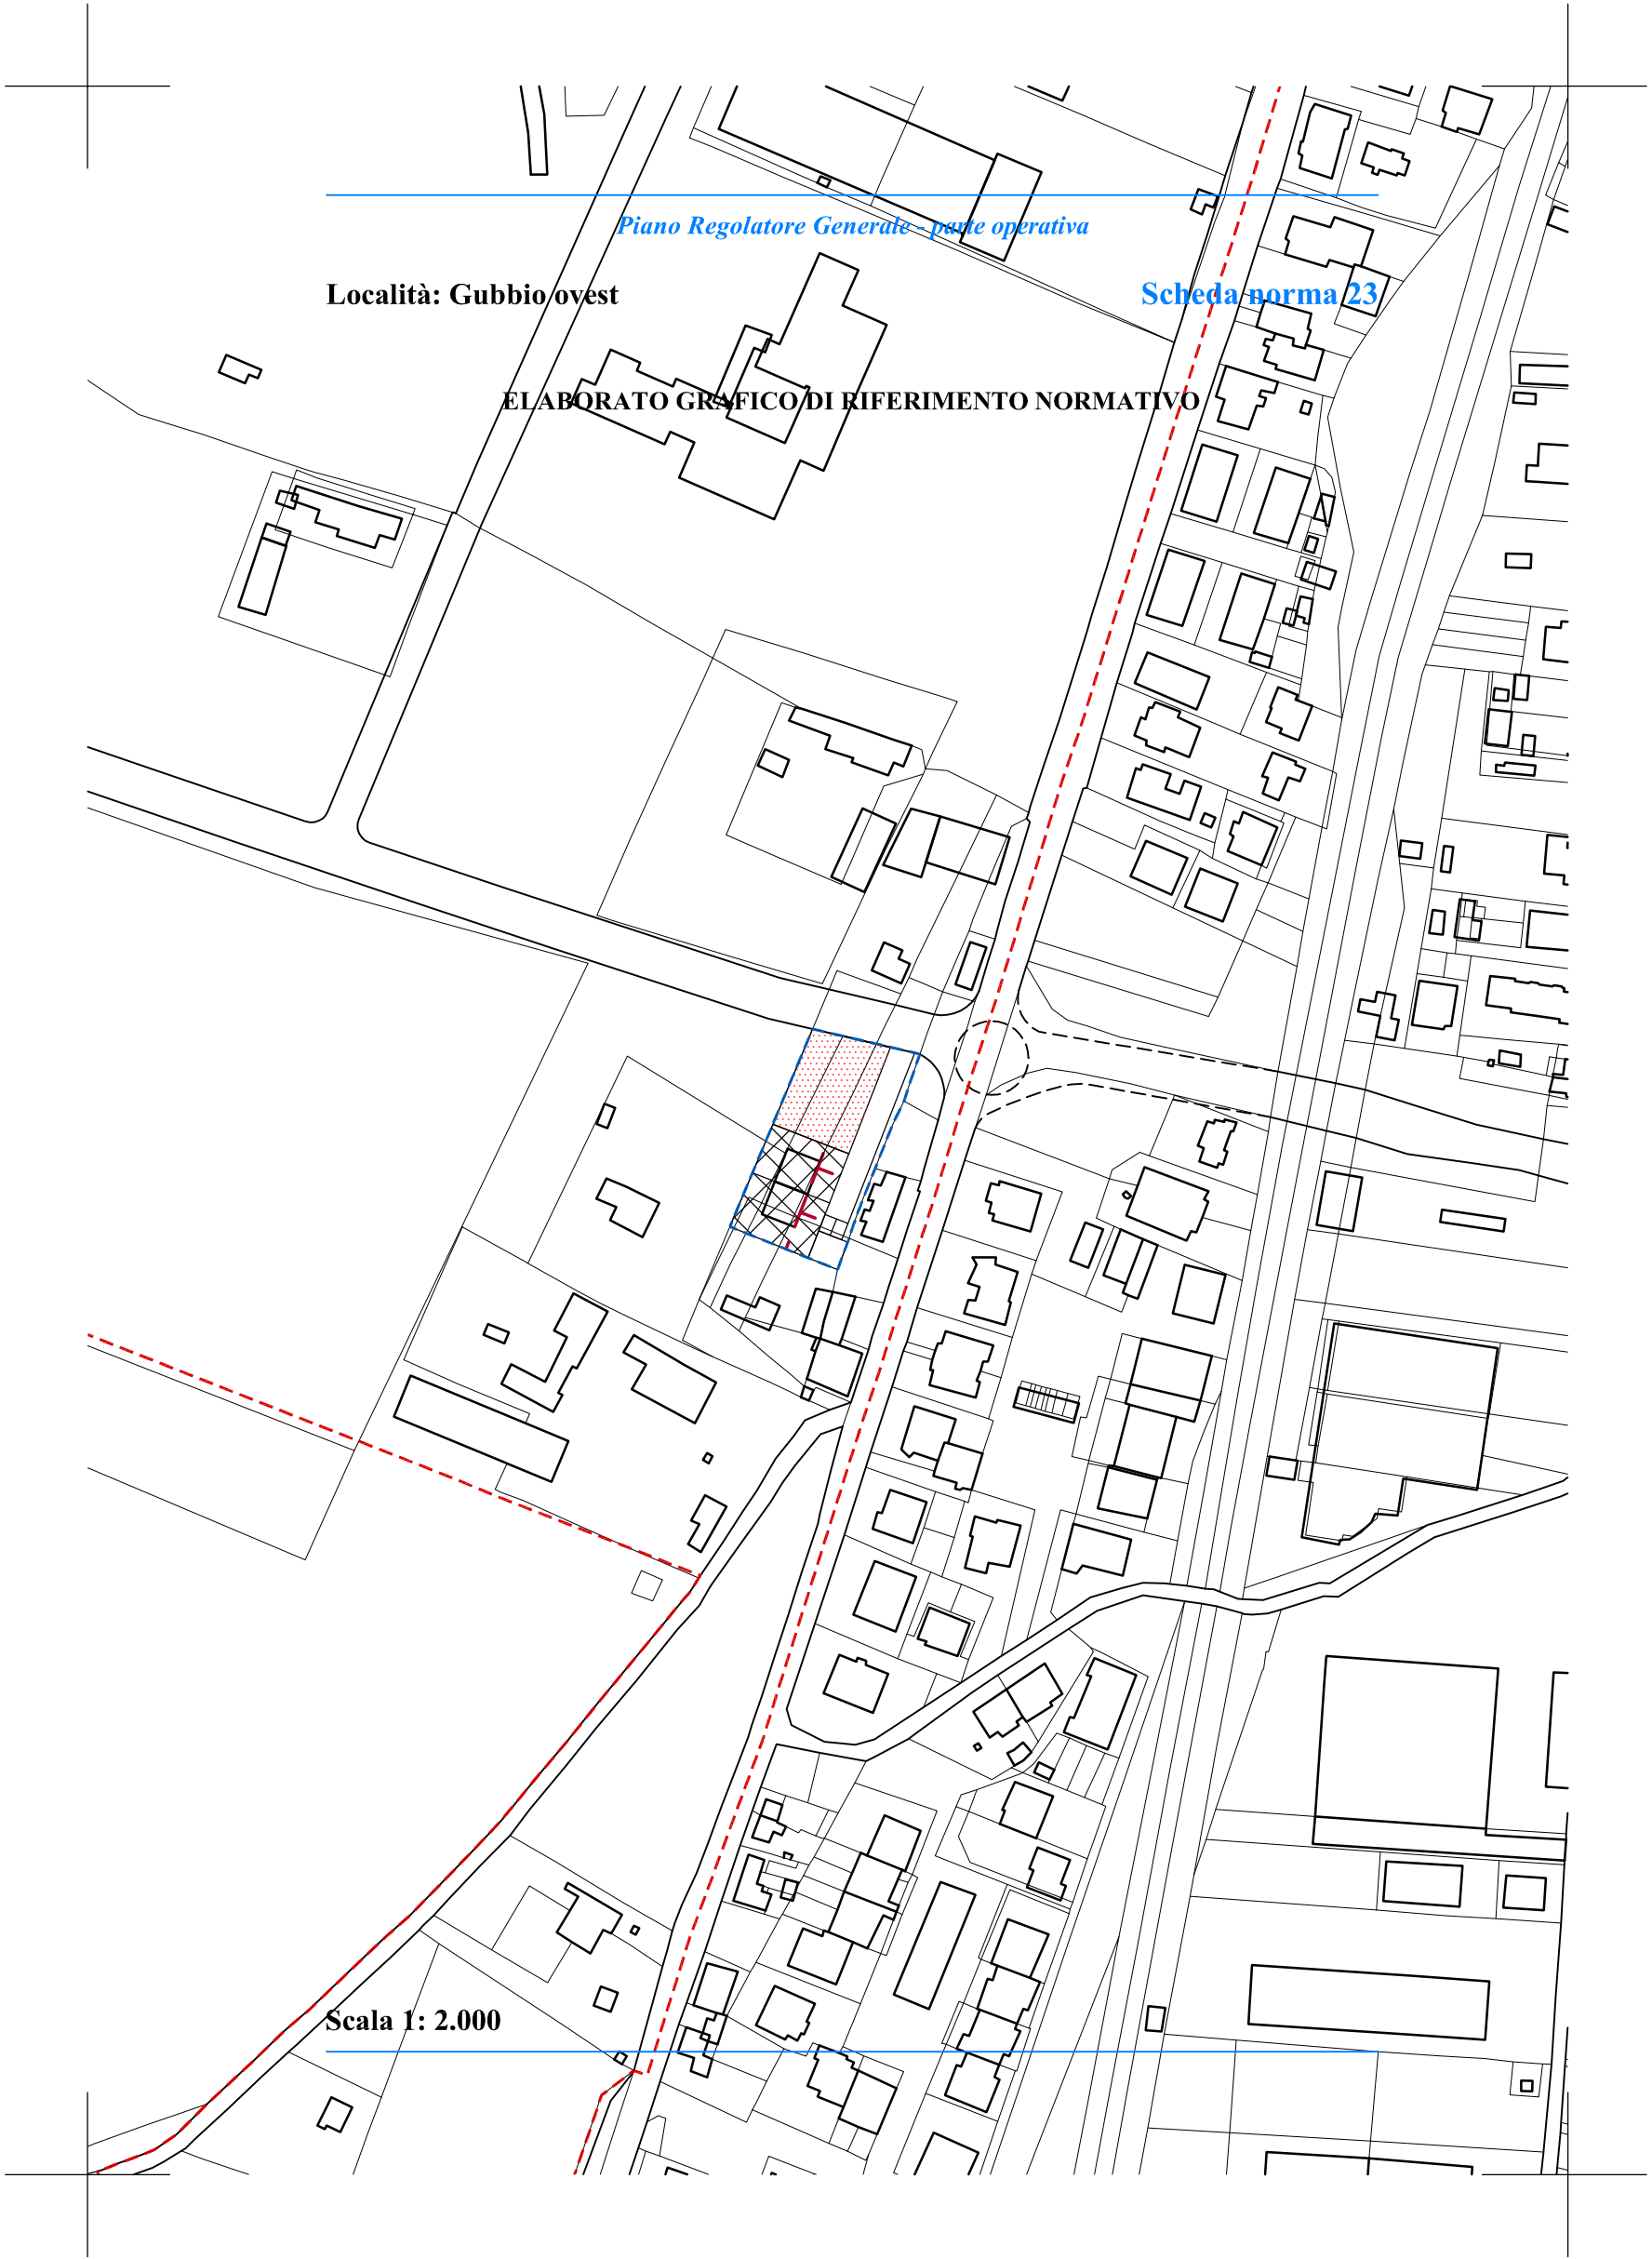 Piano Regolatore Generale - parte operativa
Località: Gubbio ovest
Scheda norma 23
ELABORATO GRAFICO DI RIFERIMENTO NORMATIVO
Scala 1: 2.000